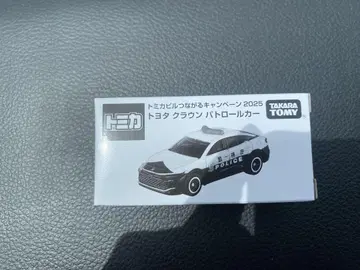 トミカ
トミカビルつながるキャンペーン 2025
トヨタ クラウン パトロールカー
TAKARA
TOMY
POLICE